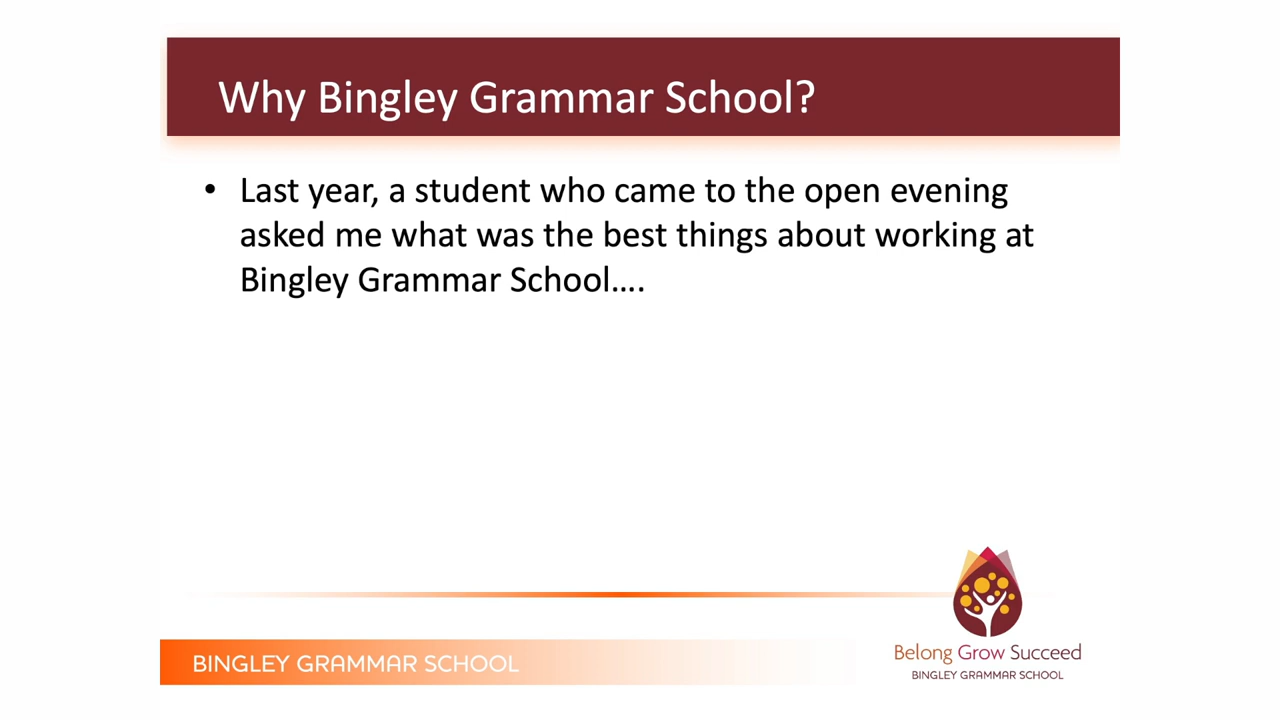 Why Bingley Grammar School?
• Last year, a student who came to the open evening
asked me what was the best things about working at
Bingley Grammar School….
BINGLEY GRAMMAR SCHOOL
Belong Grow Succeed
BINGLEY GRAMMAR SCHOOL